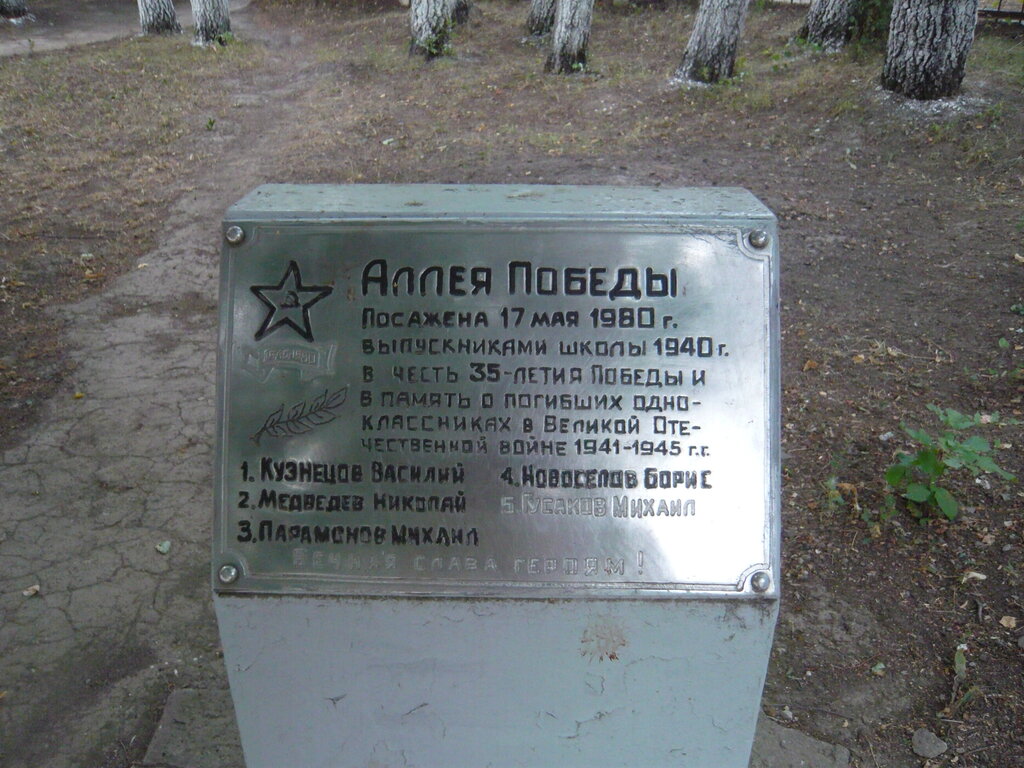 Аллея Победы
Посажена 17 мая 1980 г.
выпускниками школы 1940 г.
в честь 35-летия Победы и
в память о погибших одно-
классниках в Великой Оте-
чественной войне 1941-1945 г.г.
1. Кузнецов Василий
2. Медведев Николай
3. Парамонов Михаил
4. Новоселов Борис
5. Гусаков Михаил
Вечная слава героям!